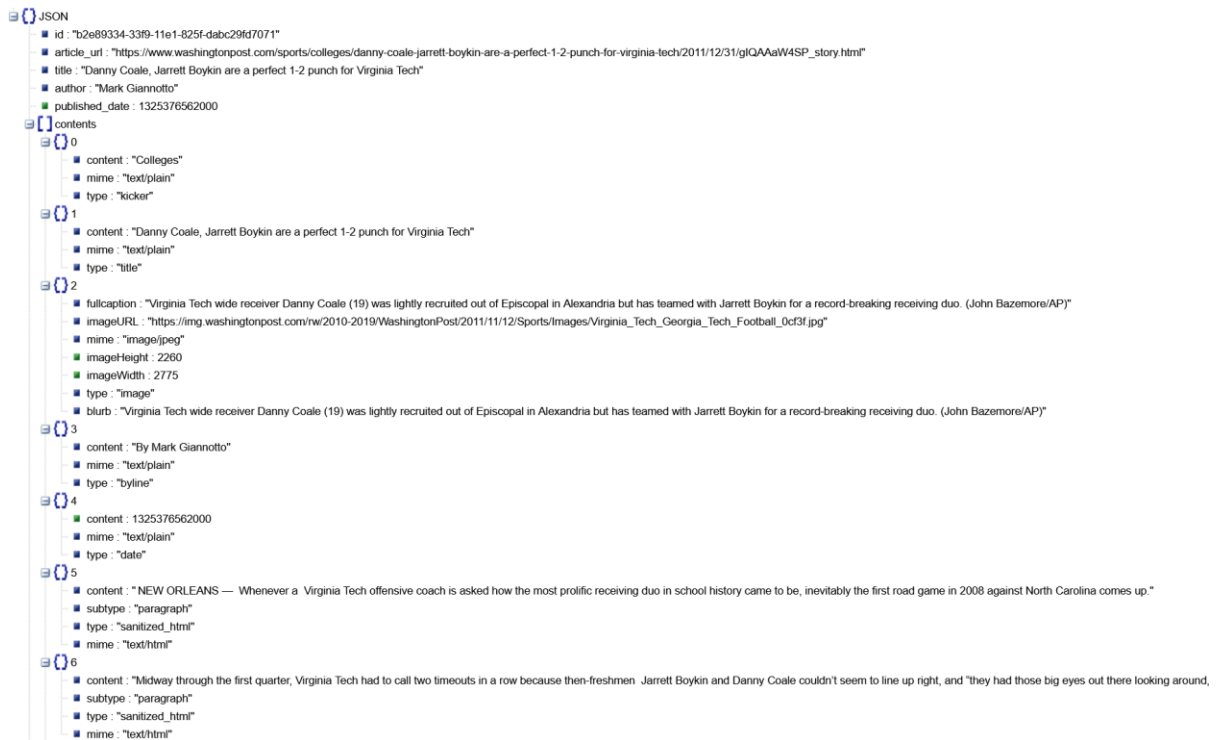 JSON
id : "b2e89334-33f9-11e1-825f-dabc29fd7071"
article_url : "https://www.washingtonpost.com/sports/colleges/danny-coale-jarrett-boykin-are-a-perfect-1-2-punch-for-virginia-tech/2011/12/31/gIQAAaW4SP_story.html"
title : "Danny Coale, Jarrett Boykin are a perfect 1-2 punch for Virginia Tech"
author : "Mark Giannotto"
published_date : 1325376562000
contents
0
content : "Colleges"
mime : "text/plain"
type : "kicker"
1
content : "Danny Coale, Jarrett Boykin are a perfect 1-2 punch for Virginia Tech"
mime : "text/plain"
type : "title"
2
fullcaption : "Virginia Tech wide receiver Danny Coale (19) was lightly recruited out of Episcopal in Alexandria but has teamed with Jarrett Boykin for a record-breaking receiving duo. (John Bazemore/AP)"
imageURL : "https://img.washingtonpost.com/rw/2010-2019/WashingtonPost/2011/11/12/Sports/Images/Virginia_Tech_Georgia_Tech_Football_0cf3f.jpg"
mime : "image/jpeg"
imageHeight : 2260
imageWidth : 2775
type : "image"
blurb : "Virginia Tech wide receiver Danny Coale (19) was lightly recruited out of Episcopal in Alexandria but has teamed with Jarrett Boykin for a record-breaking receiving duo. (John Bazemore/AP)"
3
content : "By Mark Giannotto"
mime : "text/plain"
type : "byline"
4
content : 1325376562000
mime : "text/plain"
type : "date"
5
content : " NEW ORLEANS —  Whenever a  Virginia Tech offensive coach is asked how the most prolific receiving duo in school history came to be, inevitably the first road game in 2008 against North Carolina comes up."
subtype : "paragraph"
type : "sanitized_html"
mime : "text/html"
6
content : "Midway through the first quarter, Virginia Tech had to call two timeouts in a row because then-freshmen  Jarrett Boykin and Danny Coale couldn't seem to line up right, and "they had those big eyes out there looking around,
subtype : "paragraph"
type : "sanitized_html"
mime : "text/html"